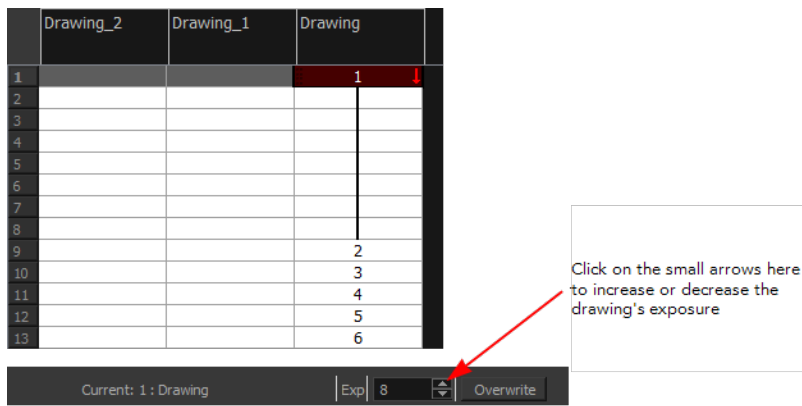 Drawing_2 Drawing_1 Drawing
1 1
2
3
4
5
6
7
8
9 2
10 3
11 4
12 5
13 6
Click on the small arrows here
to increase or decrease the
drawing's exposure
Current: 1 : Drawing Exp 8 Overwrite